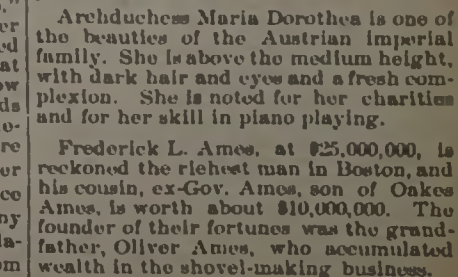 Archduchess Maria Dorothea is one of
the beauties of the Austrian imperial
family. She is above the medium height,
with dark hair and eyes and a fresh com-
plexion. She is noted for her charities
and for her skill in piano playing.
Frederick L. Ames, at $25,000,000, is
reckoned the richest man in Boston, and
his cousin, ex-Gov. Ames, son of Oakes
Ames, is worth about $10,000,000. The
founder of their fortunes was the grand-
father, Oliver Ames, who accumulated
wealth in the shovel-making business.